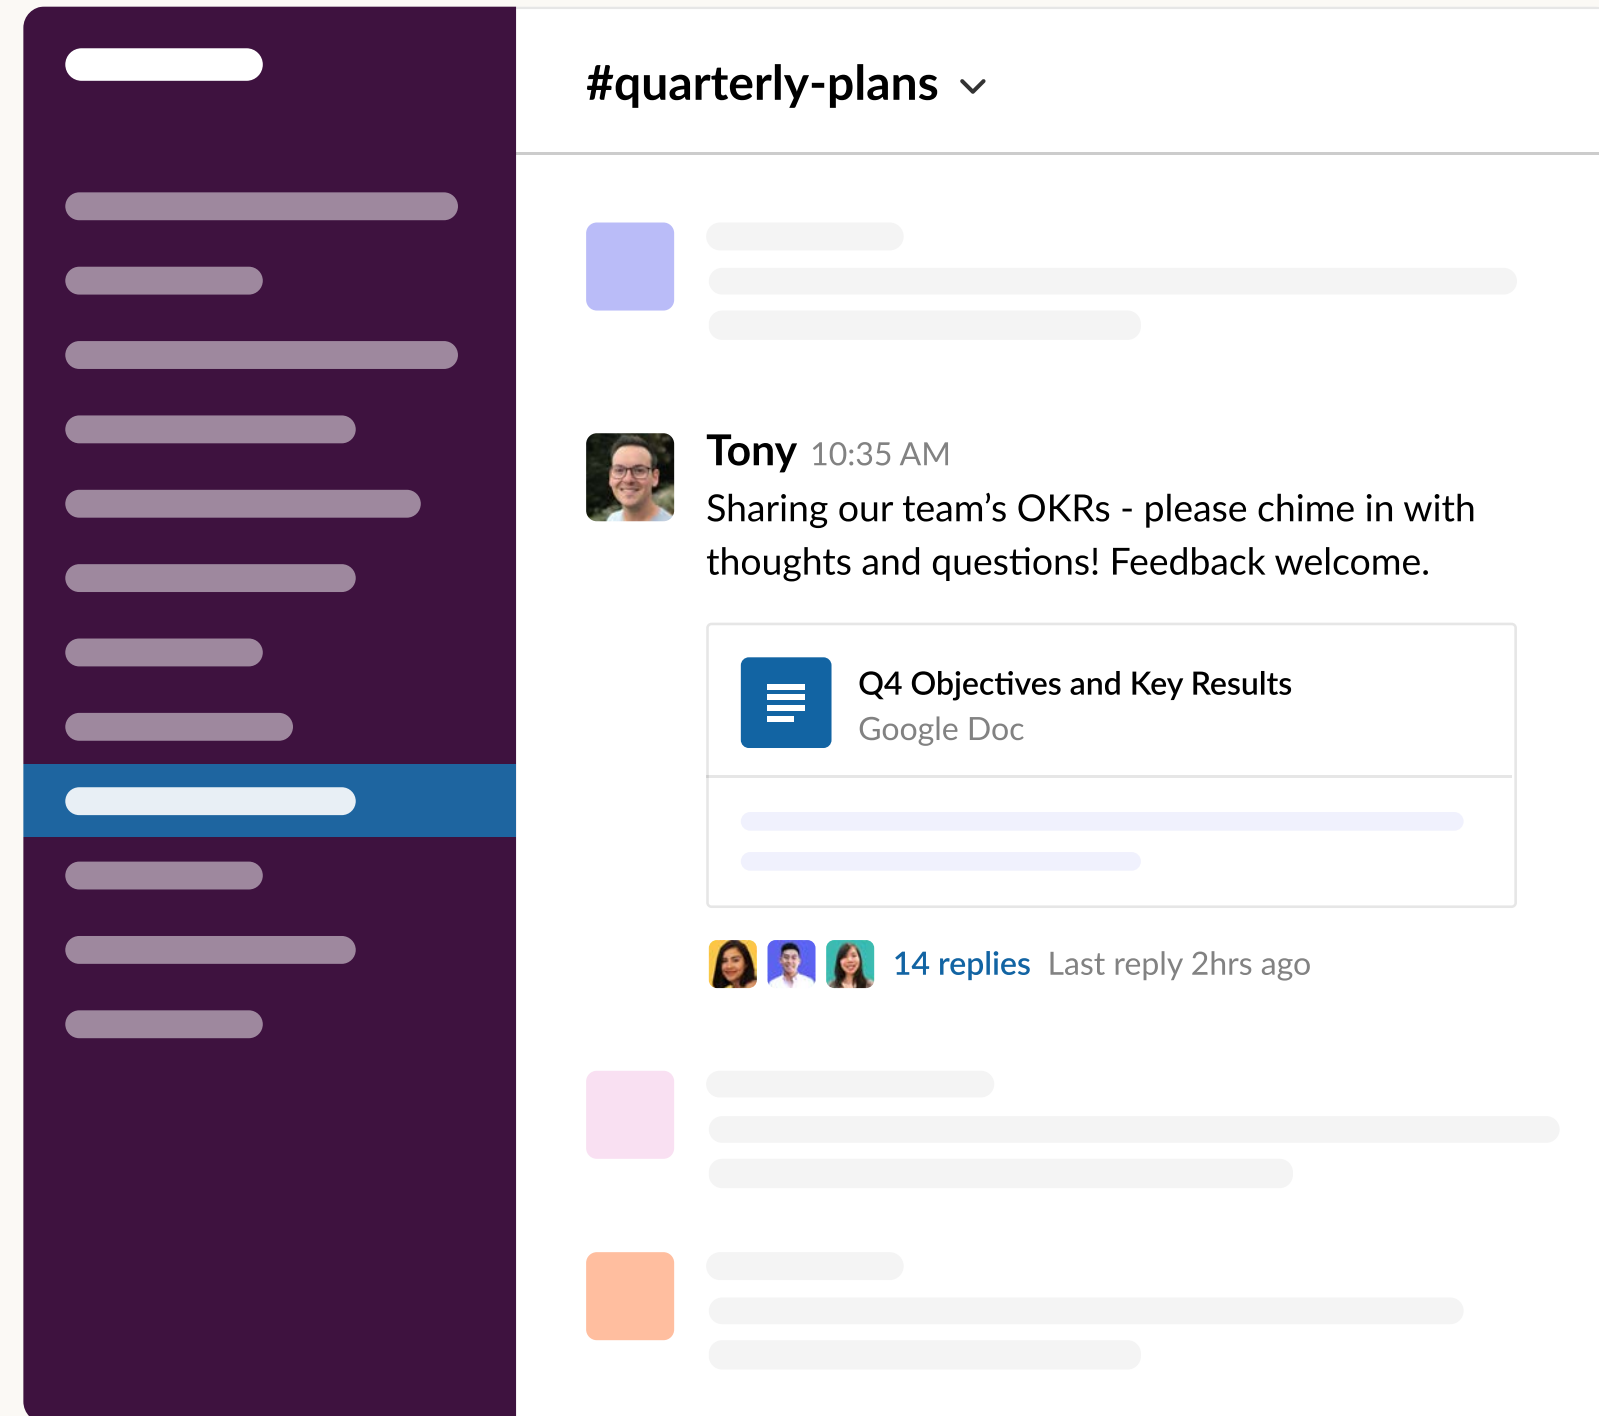 #quarterly-plans
Tony 10:35 AM
Sharing our team’s OKRs - please chime in with
thoughts and questions! Feedback welcome.
Q4 Objectives and Key Results
Google Doc
14 replies Last reply 2hrs ago